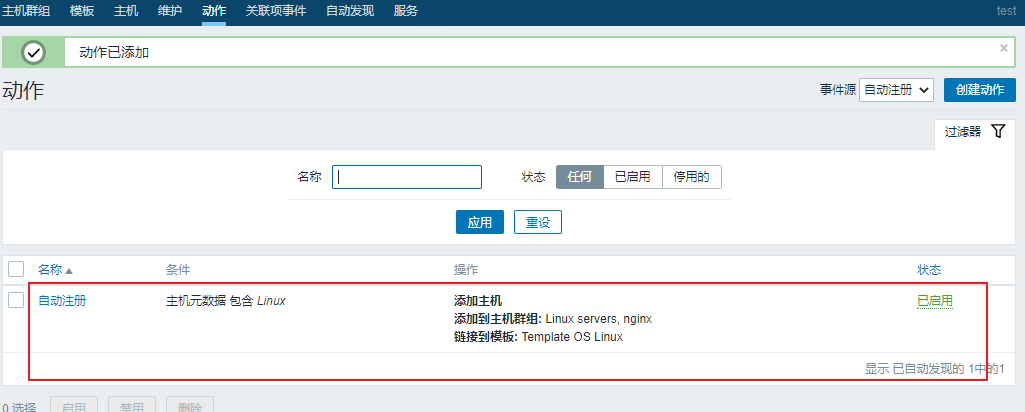 主机群组 模板 主机 维护 动作 关联项事件 自动发现 服务 test
动作已添加
动作 事件源 自动注册 创建动作
过滤器
名称 状态 任何 已启用 停用的
应用 重设
名称 条件 操作 状态
自动注册 主机元数据 包含 Linux 添加主机 已启用
添加到主机群组: Linux servers, nginx
链接到模板: Template OS Linux
显示 已自动发现的 1中的1
0 选择 启用 禁用 删除